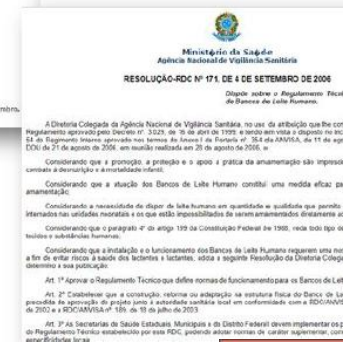 Ministério da Saúde
Agência Nacional de Vigilância Sanitária
RESOLUÇÃO-RDC Nº 171, DE 4 DE SETEMBRO DE 2006
Dispõe sobre o Regulamento Técnico
de Bancos de Leite Humano.
A Diretoria Colegiada da Agência Nacional de Vigilância Sanitária, no uso da atribuição que lhe con
Regulamento aprovado pelo Decreto nº. 3.029, de 16 de abril de 1999, e tendo em vista o disposto no inc
54 do Regimento Interno aprovado nos termos do Anexo I da Portaria nº. 354 da ANVISA, de 11 de ago
DOU de 21 de agosto de 2006, em reunião realizada em 28 de agosto de 2006, e
Considerando que a promoção, a proteção e o apoio à prática da amamentação são
combate à desnutrição e à mortalidade infantil;
Considerando que a atuação dos Bancos de Leite Humano constitui uma medida eficaz pa
amamentação;
Considerando a necessidade de dispor de leite humano em quantidade e qualidade que permita
internados nas unidades neonatais e os que estão impossibilitados de serem amamentados diretamente ao
Considerando que o parágrafo 4º do artigo 199 da Constituição Federal de 1988, veda todo tipo de
tecidos e substâncias humanas;
Considerando que a instalação e o funcionamento dos Bancos de Leite Humano requerem uma
a fim de evitar riscos à saúde dos receptores e lactantes, adota a seguinte Resolução da Diretoria Colegia
determino a sua publicação:
Art. 1º Aprovar o Regulamento Técnico que define normas de funcionamento para os Bancos de Leit
Art. 2º Estabelecer que a construção, reforma ou adaptação na estrutura física do Banco de Le
precedida de aprovação do projeto junto à autoridade sanitária local em conformidade com a RDC/ANVI
de 2002 e a RDC/ANVISA nº. 189, de 18 de julho de 2003.
Art. 3º As Secretarias de Saúde Estaduais, Municipais e do Distrito Federal devem implementar os p
do Regulamento Técnico estabelecido por esta RDC, podendo adotar normas de caráter suplementar, com
especificidades locais.